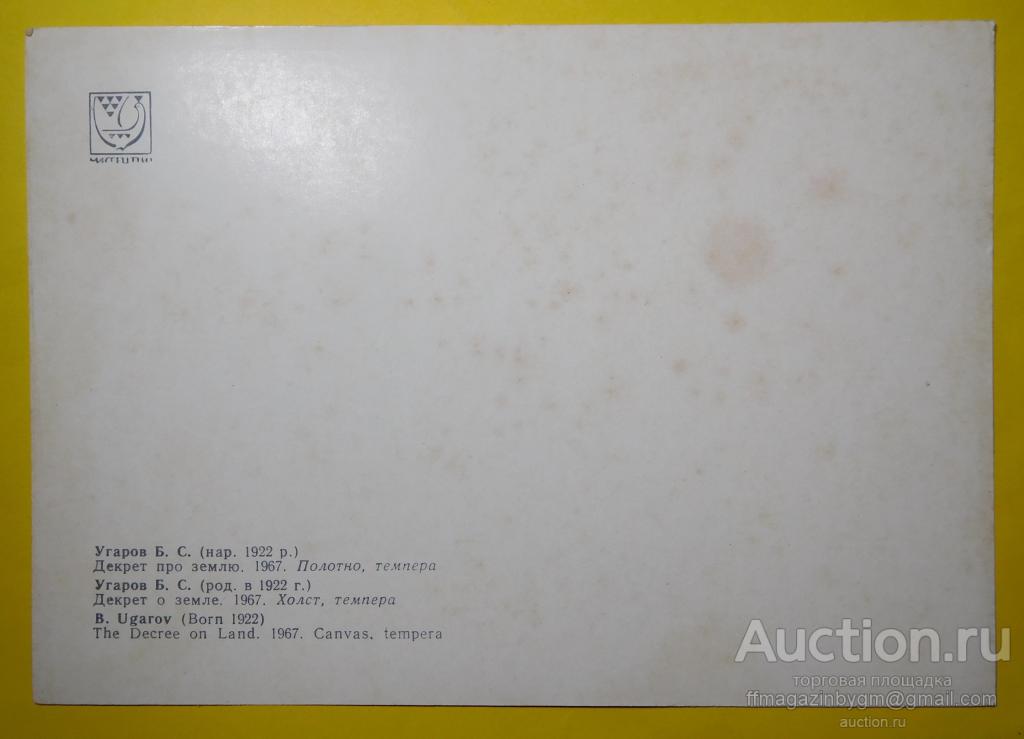 Угаров Б. С. (нар. 1922 р.)
Декрет про землю. 1967. Полотно, темпера
Угаров Б. С. (род. в 1922 г.)
Декрет о земле. 1967. Холст, темпера
B. Ugarov (Born 1922)
The Decree on Land. 1967. Canvas, tempera
Auction.ru
торговая площадка
ffmagazinbygm@gmail.com
auction.ru